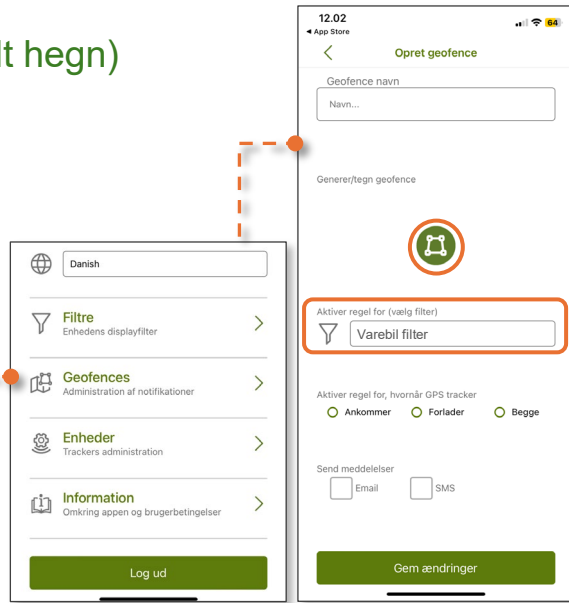 lt hegn)
Danish
Filtre
Enhedens displayfilter
Geofences
Administration af notifikationer
Enheder
Trackers administration
Information
Omkring appen og brugerbetingelser
Log ud
12.02
64
◄ App Store
Opret geofence
Geofence navn
Navn...
Generer/tegn geofence
Aktiver regel for (vælg filter)
Varebil filter
Aktiver regel for, hvornår GPS tracker
Ankommer Forlader Begge
Send meddelelser
Email SMS
Gem ændringer